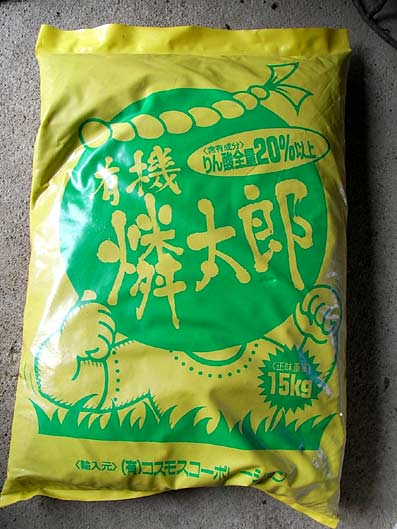 〈含有成分〉
りん酸全量20%以上
有機
燐太郎
〈正味重量〉
15kg
〈輸入元〉(有)コスモスコーポレーション